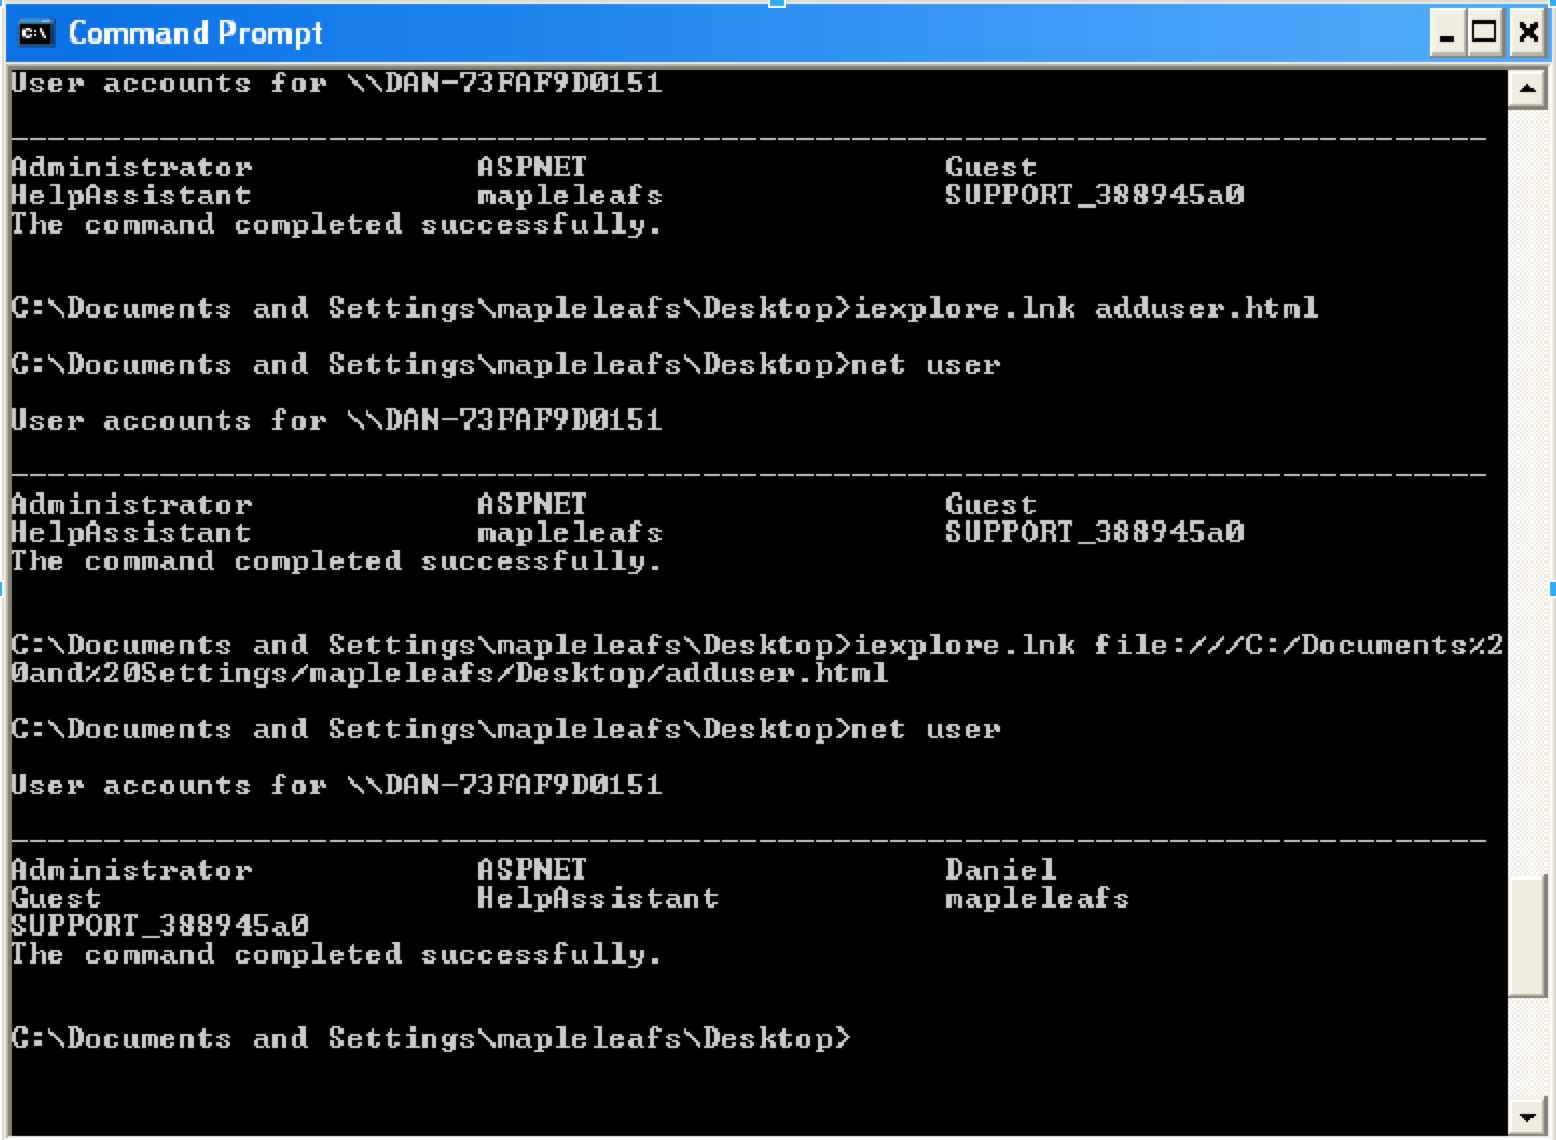 Command Prompt
User accounts for \\DAN-73FAF9D0151
-------------------------------------------------------------------------------
Administrator ASPNET Guest
HelpAssistant mapleleafs SUPPORT_388945a0
The command completed successfully.
C:\Documents and Settings\mapleleafs\Desktop>iexplore.lnk adduser.html
C:\Documents and Settings\mapleleafs\Desktop>net user
User accounts for \\DAN-73FAF9D0151
-------------------------------------------------------------------------------
Administrator ASPNET Guest
HelpAssistant mapleleafs SUPPORT_388945a0
The command completed successfully.
C:\Documents and Settings\mapleleafs\Desktop>iexplore.lnk file:///C:/Documents%2
0and%20Settings/mapleleafs/Desktop/adduser.html
C:\Documents and Settings\mapleleafs\Desktop>net user
User accounts for \\DAN-73FAF9D0151
-------------------------------------------------------------------------------
Administrator ASPNET Daniel
Guest HelpAssistant mapleleafs
SUPPORT_388945a0
The command completed successfully.
C:\Documents and Settings\mapleleafs\Desktop>